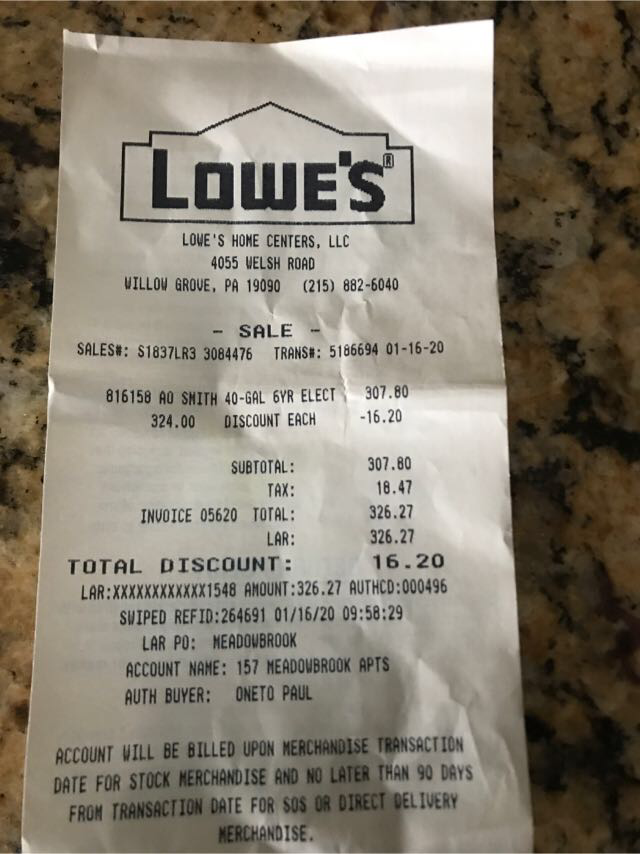 LOWE'S®
LOWE'S HOME CENTERS, LLC
4055 WELSH ROAD
WILLOW GROVE, PA 19090 (215) 882-6040
- SALE -
SALES#: S1837LR3 3084476 TRANS#: 5186694 01-16-20
816158 AO SMITH 40-GAL 6YR ELECT 307.80
324.00 DISCOUNT EACH -16.20
SUBTOTAL: 307.80
TAX: 18.47
INVOICE 05620 TOTAL: 326.27
LAR: 326.27
TOTAL DISCOUNT: 16.20
LAR:XXXXXXXXXXXX1548 AMOUNT:326.27 AUTHCD:000496
SWIPED REFID:264691 01/16/20 09:58:29
LAR PO: MEADOWBROOK
ACCOUNT NAME: 157 MEADOWBROOK APTS
AUTH BUYER: ONETO PAUL
ACCOUNT WILL BE BILLED UPON MERCHANDISE TRANSACTION
DATE FOR STOCK MERCHANDISE AND NO LATER THAN 90 DAYS
FROM TRANSACTION DATE FOR SOS OR DIRECT DELIVERY
MERCHANDISE.